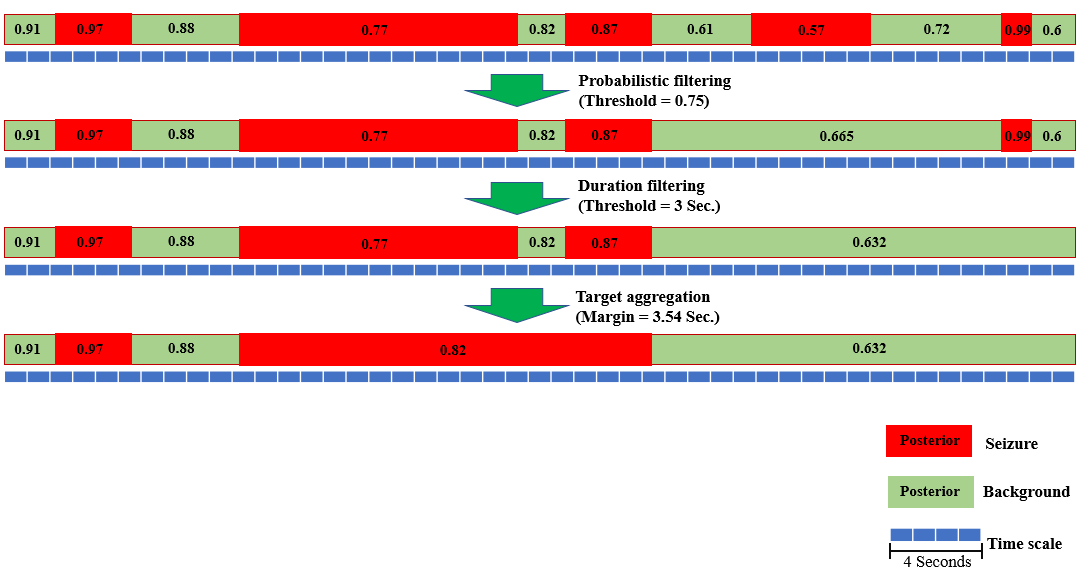 0.91 0.97 0.88 0.77 0.82 0.87 0.61 0.57 0.72 0.99 0.6
Probabilistic filtering
(Threshold = 0.75)
0.91 0.97 0.88 0.77 0.82 0.87 0.665 0.99 0.6
Duration filtering
(Threshold = 3 Sec.)
0.91 0.97 0.88 0.77 0.82 0.87 0.632
Target aggregation
(Margin = 3.54 Sec.)
0.91 0.97 0.88 0.82 0.632
Posterior Seizure
Posterior Background
Time scale
4 Seconds